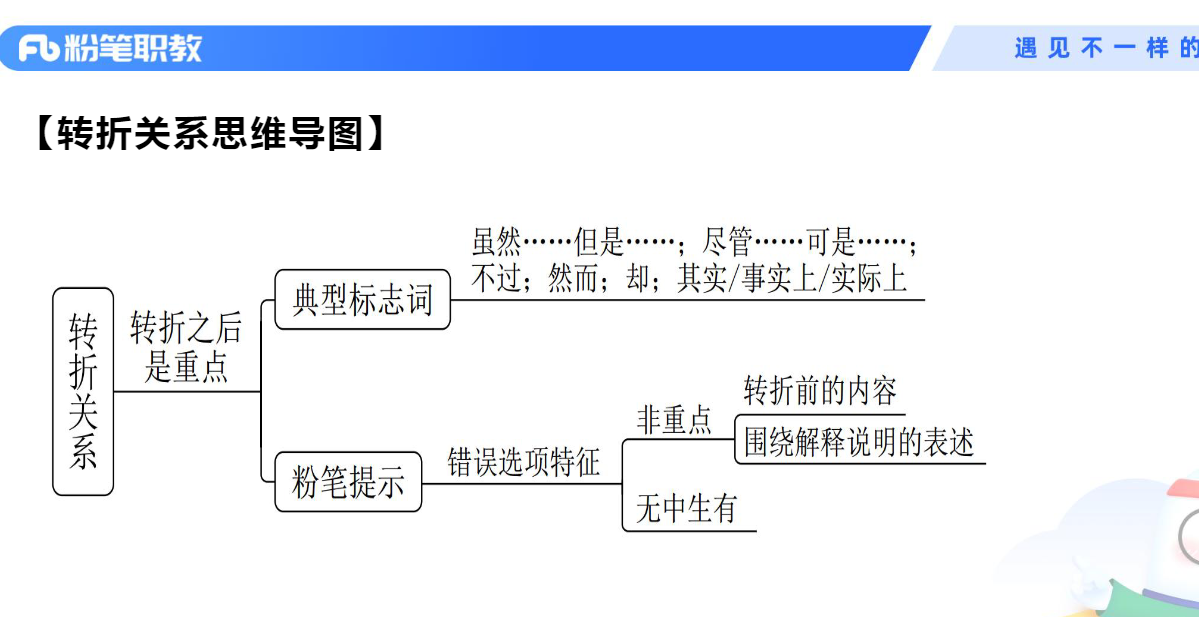 粉笔职教
遇见不一样的
【转折关系思维导图】
转折关系
转折之后
是重点
典型标志词
虽然……但是……；尽管……可是……；
不过；然而；却；其实/事实上/实际上
粉笔提示
错误选项特征
非重点
转折前的内容
围绕解释说明的表述
无中生有